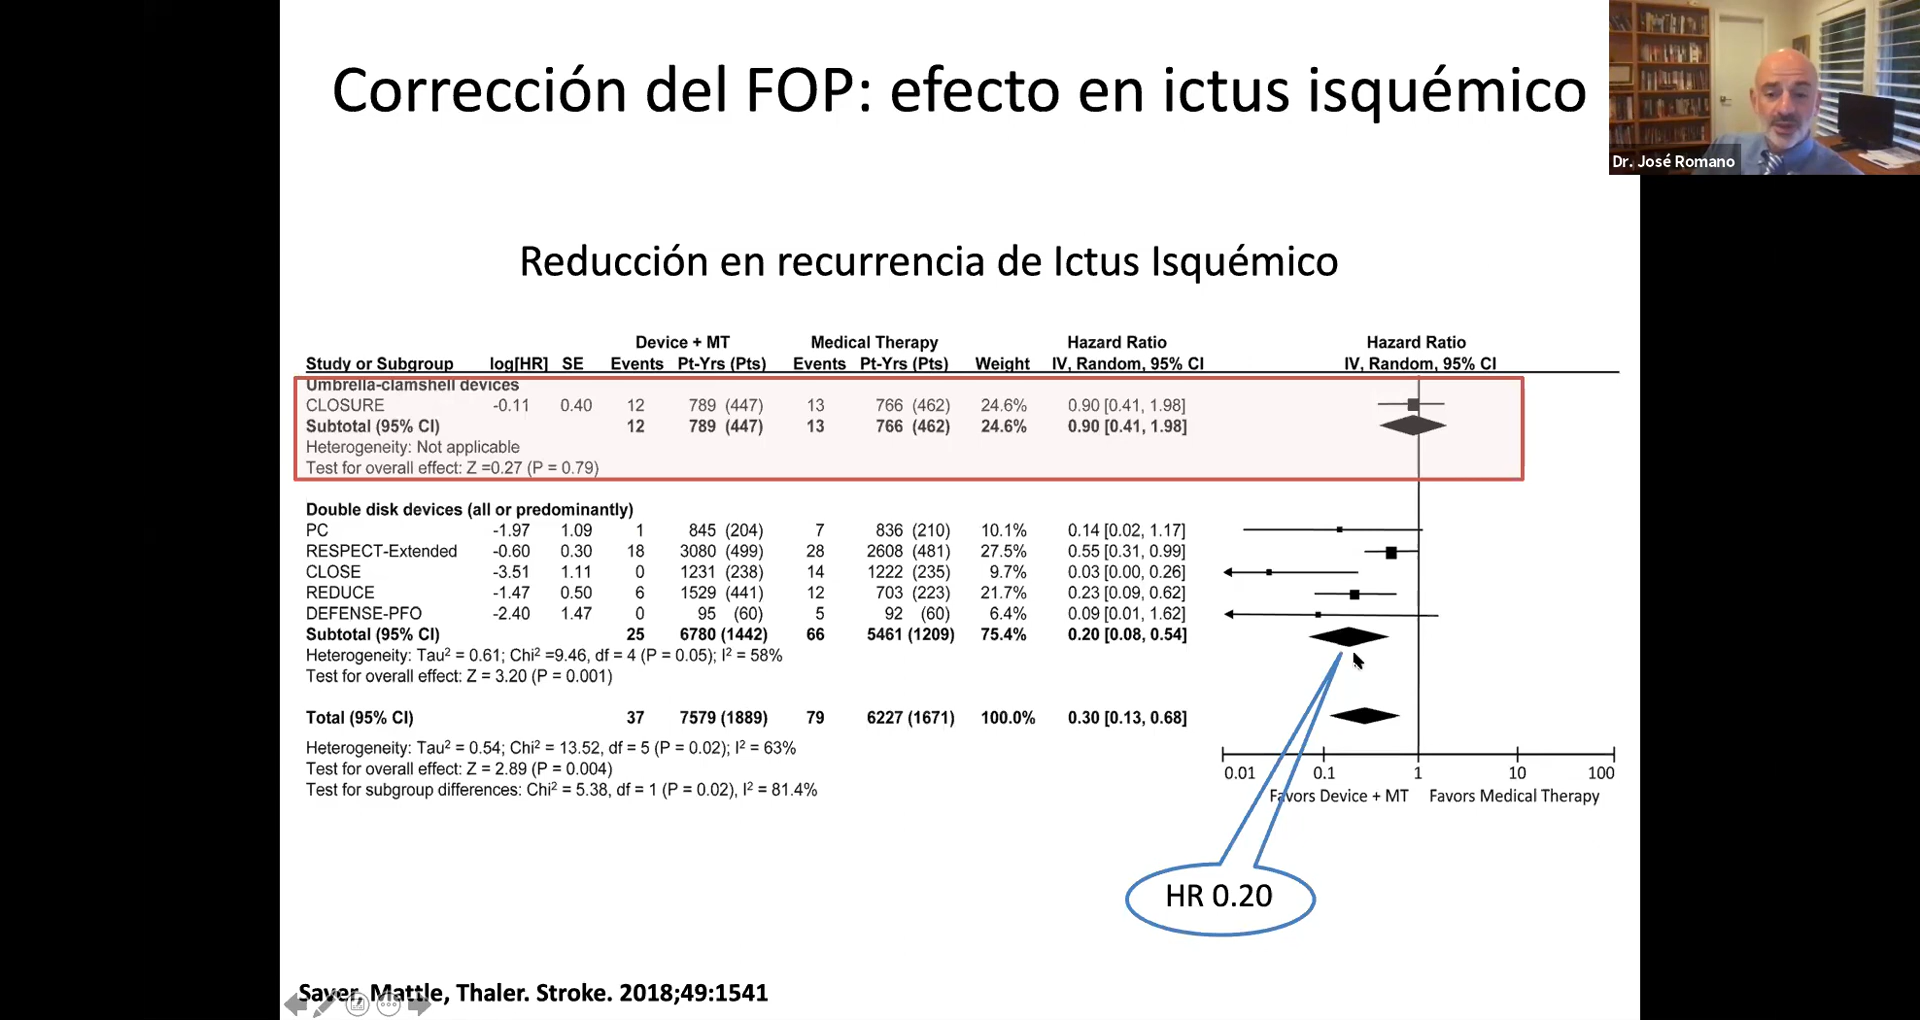 Corrección del FOP: efecto en ictus isquémico
Dr. José Romano
Reducción en recurrencia de Ictus Isquémico
Device + MT Medical Therapy Hazard Ratio Hazard Ratio
Study or Subgroup log[HR] SE Events Pt-Yrs (Pts) Events Pt-Yrs (Pts) Weight IV, Random, 95% CI IV, Random, 95% CI
Umbrella-clamshell devices
CLOSURE -0.11 0.40 12 789 (447) 13 766 (462) 24.6% 0.90 [0.41, 1.98]
Subtotal (95% CI) 12 789 (447) 13 766 (462) 24.6% 0.90 [0.41, 1.98]
Heterogeneity: Not applicable
Test for overall effect: Z =0.27 (P = 0.79)
Double disk devices (all or predominantly)
PC -1.97 1.09 1 845 (204) 7 836 (210) 10.1% 0.14 [0.02, 1.17]
RESPECT-Extended -0.60 0.30 18 3080 (499) 28 2608 (481) 27.5% 0.55 [0.31, 0.99]
CLOSE -3.51 1.11 0 1231 (238) 14 1222 (235) 9.7% 0.03 [0.00, 0.26]
REDUCE -1.47 0.50 6 1529 (441) 12 703 (223) 21.7% 0.23 [0.09, 0.62]
DEFENSE-PFO -2.40 1.47 0 95 (60) 5 92 (60) 6.4% 0.09 [0.01, 1.62]
Subtotal (95% CI) 25 6780 (1442) 66 5461 (1209) 75.4% 0.20 [0.08, 0.54]
Heterogeneity: Tau² = 0.61; Chi² =9.46, df = 4 (P = 0.05); I² = 58%
Test for overall effect: Z = 3.20 (P = 0.001)
Total (95% CI) 37 7579 (1889) 79 6227 (1671) 100.0% 0.30 [0.13, 0.68]
Heterogeneity: Tau² = 0.54; Chi² = 13.52, df = 5 (P = 0.02); I² = 63%
Test for overall effect: Z = 2.89 (P = 0.004)
Test for subgroup differences: Chi² = 5.38, df = 1 (P = 0.02), I² = 81.4%
0.01 0.1 1 10 100
Favors Device + MT Favors Medical Therapy
HR 0.20
Saver, Mattle, Thaler. Stroke. 2018;49:1541